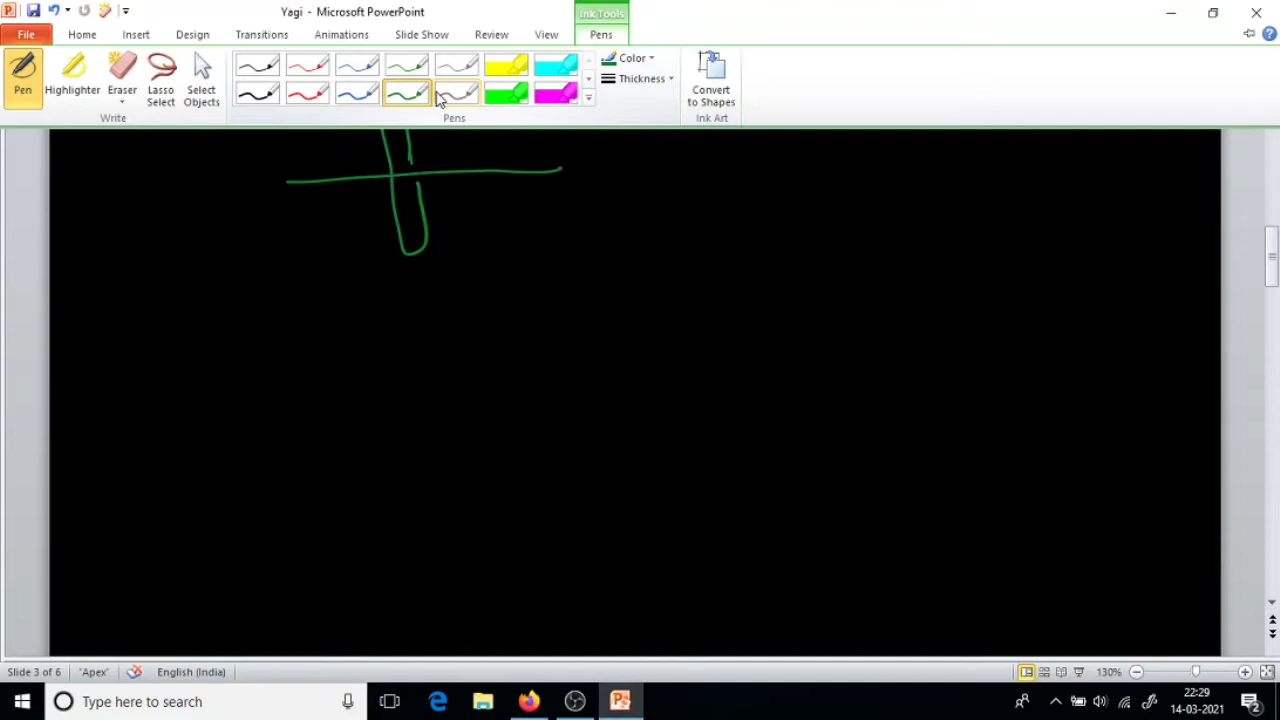 Yagi - Microsoft PowerPoint
Ink Tools
File Home Insert Design Transitions Animations Slide Show Review View Pens
Pen
Highlighter
Eraser
Lasso
Select
Select
Objects
Color
Thickness
Convert
to Shapes
Write
Pens
Ink Art
Slide 3 of 6
"Apex"
English (India)
130%
Type here to search
22:29
14-03-2021
2